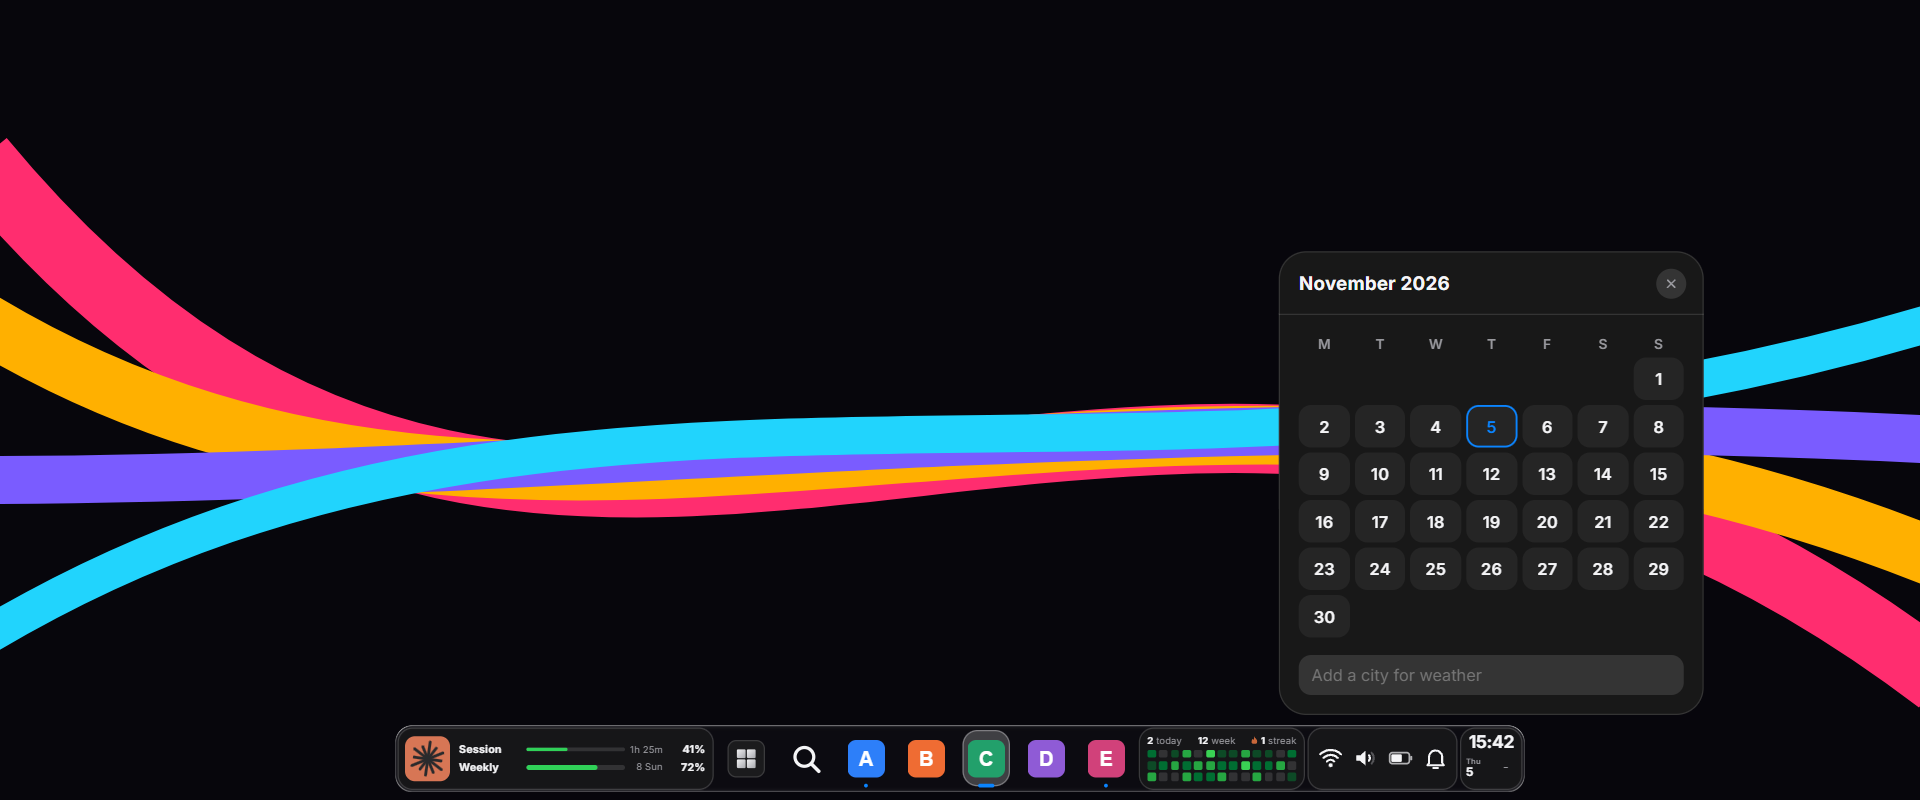 November 2026
M T W T F S S
1
2 3 4 5 6 7 8
9 10 11 12 13 14 15
16 17 18 19 20 21 22
23 24 25 26 27 28 29
30
Add a city for weather
Session 1h 25m 41%
Weekly 8 Sun 72%
A B C D E
2 today 12 week 1 streak
15:42
Thu
5 –